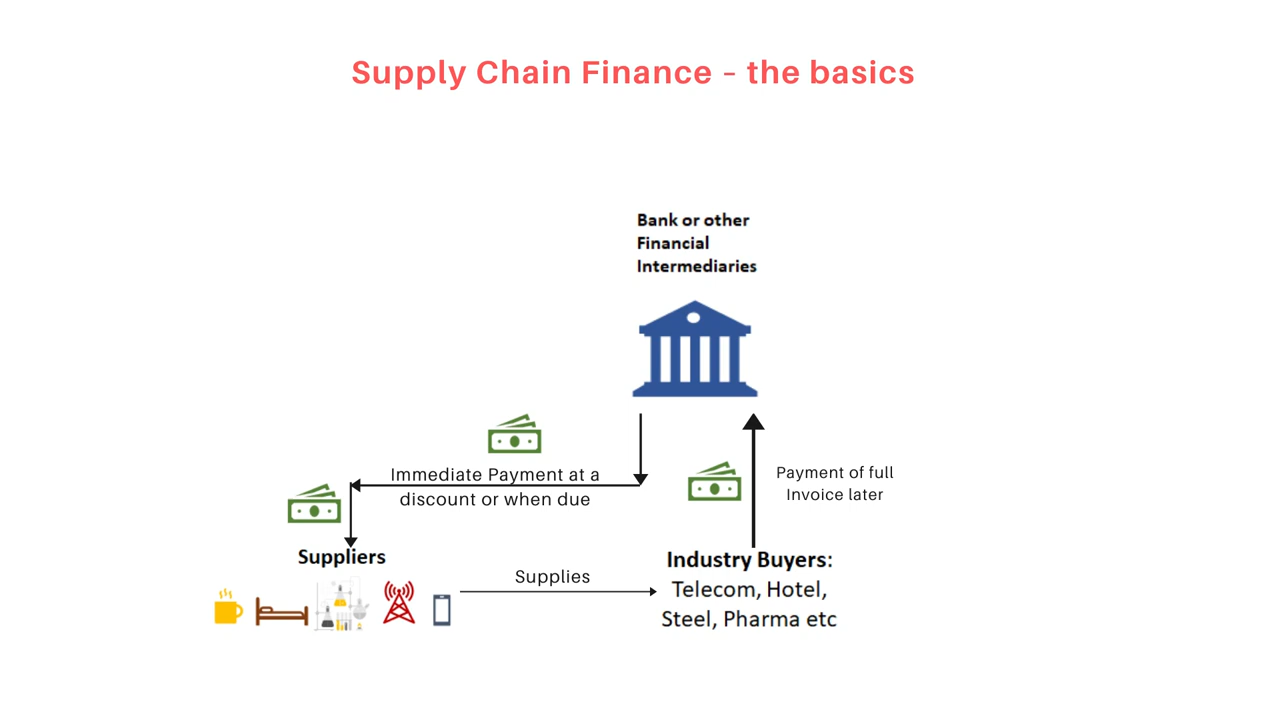 Supply Chain Finance – the basics
Bank or other
Financial
Intermediaries
Immediate Payment at a
discount or when due
Payment of full
Invoice later
Suppliers
Supplies
Industry Buyers:
Telecom, Hotel,
Steel, Pharma etc